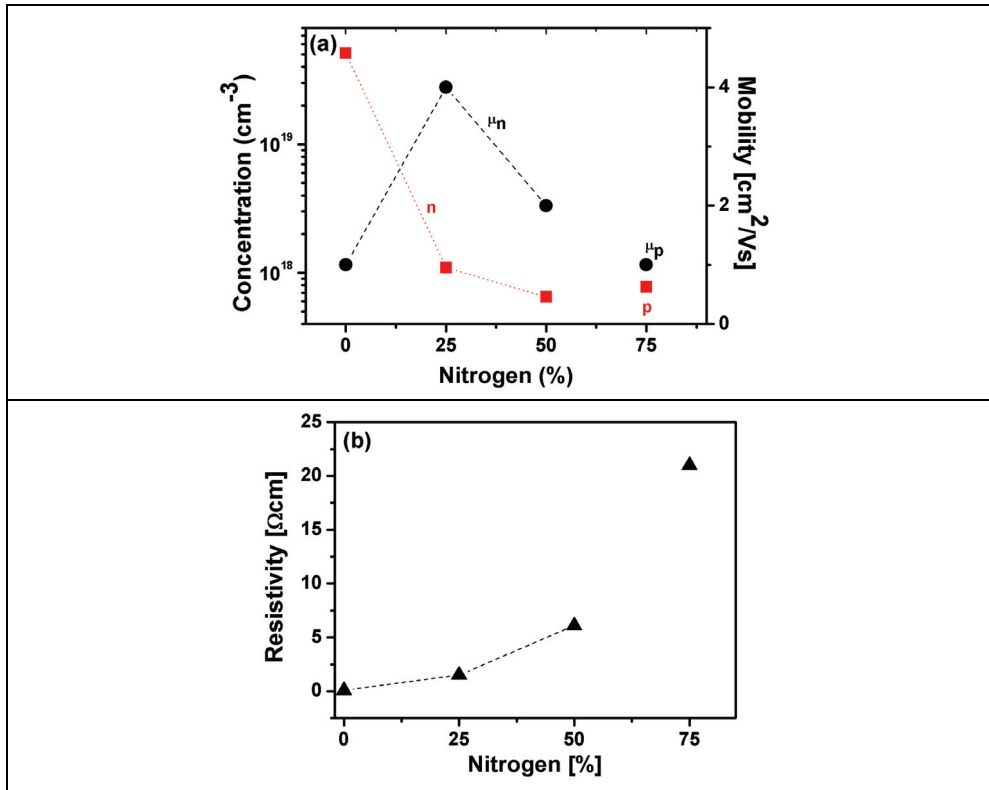 (a)
Concentration (cm⁻³)
10¹⁹
10¹⁸
μn
n
μp
p
Mobility [cm²/Vs]
4
2
0
0 25 50 75
Nitrogen (%)
(b)
Resistivity [Ωcm]
25
20
15
10
5
0
0 25 50 75
Nitrogen [%]